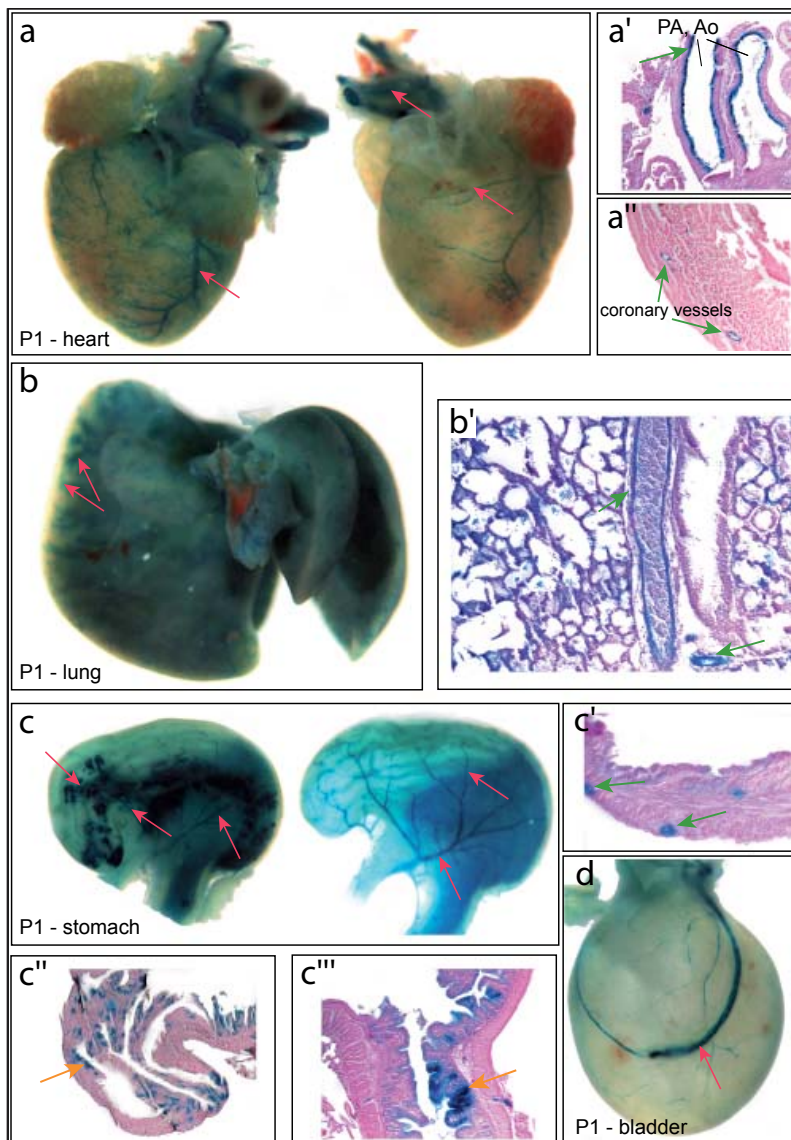 a
P1 - heart
a'
PA, Ao
a''
coronary vessels
b
P1 - lung
b'
c
P1 - stomach
c'
d
P1 - bladder
c''
c'''